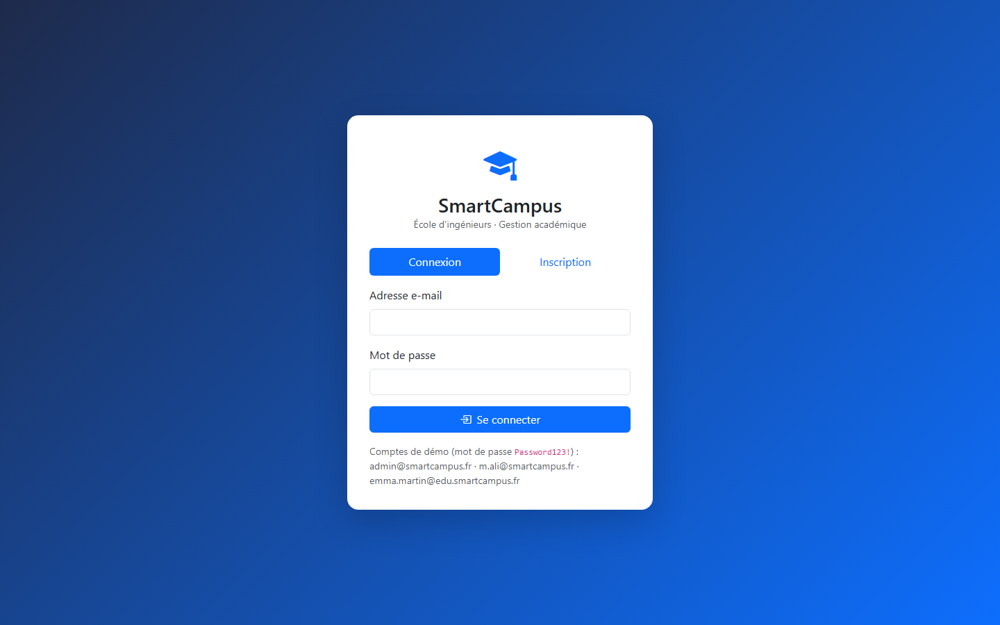 SmartCampus
École d'ingénieurs · Gestion académique
Connexion
Inscription
Adresse e-mail
Mot de passe
Se connecter
Comptes de démo (mot de passe Password123!) :
admin@smartcampus.fr · m.ali@smartcampus.fr ·
emma.martin@edu.smartcampus.fr